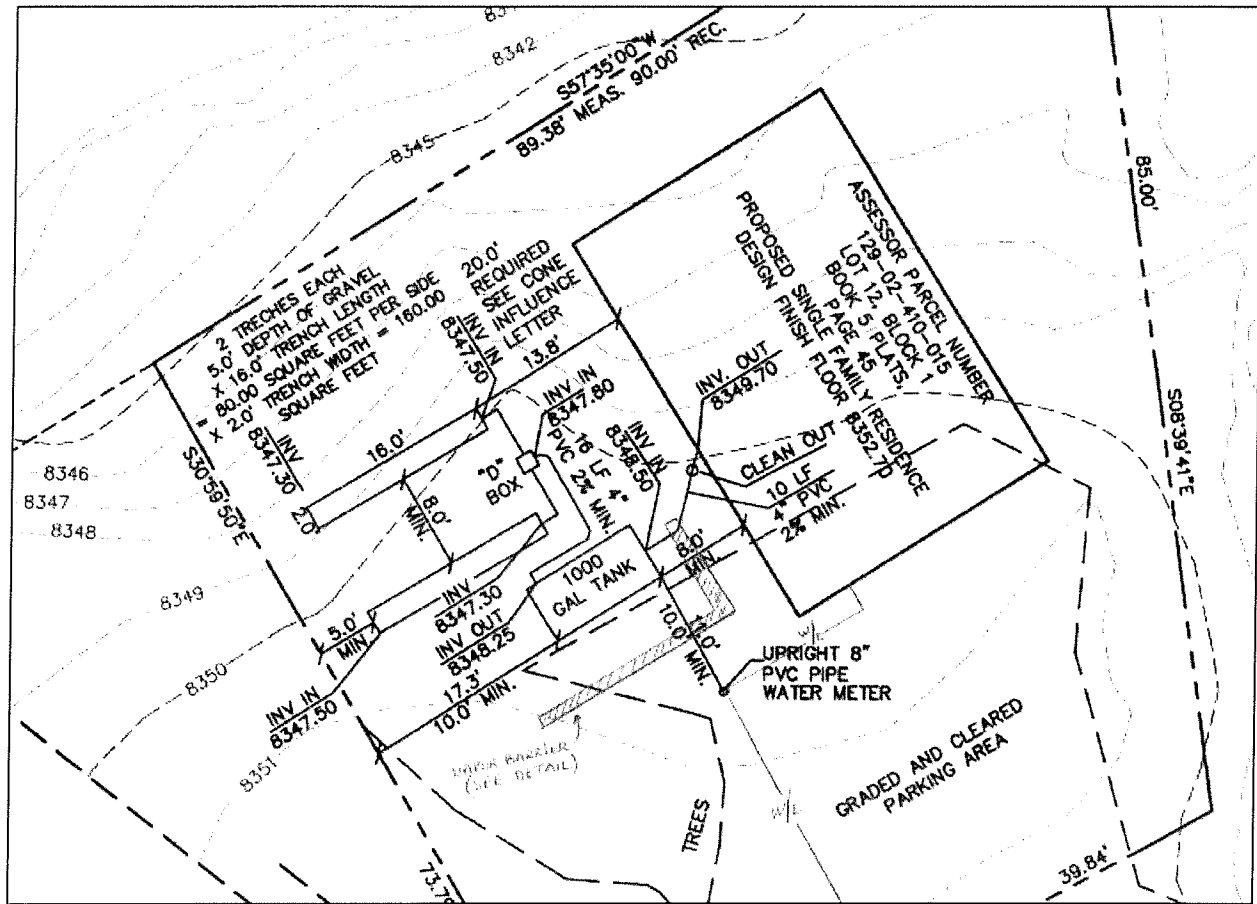 8342
S57°35'00"W
89.38' MEAS. 90.00' REC.
8345
85.00'
S08°39'41"E
ASSESSOR PARCEL NUMBER
129-02-410-015
LOT 12, BLOCK 1
BOOK 5 PLATS,
PAGE 45
PROPOSED SINGLE FAMILY RESIDENCE
DESIGN FINISH FLOOR 8352.70
2 TRECHES EACH
5.0' DEPTH OF GRAVEL
X 16.0' TRENCH LENGTH
= 80.00 SQUARE FEET PER SIDE
X 2.0' TRENCH WIDTH = 160.00
SQUARE FEET
20.0'
REQUIRED
SEE CONE
INFLUENCE
LETTER
INV IN
8347.50
13.8'
INV IN
8347.60
INV. OUT
8349.70
INV
8347.30
16.0'
16 LF 4"
PVC 2% MIN.
INV IN
8348.50
CLEAN OUT
10 LF
4" PVC
2% MIN.
"D"
BOX
2.0'
8.0'
MIN.
8346
8347
8348
S30°59'50"E
1000
GAL TANK
8.0'
MIN.
8349
5.0'
MIN
INV
8347.30
INV OUT
8348.25
17.3'
10.0' MIN.
10.0' MIN.
W/L
UPRIGHT 8"
PVC PIPE
WATER METER
8350
INV IN
8347.50
8351
(SEE DETAIL)
GRADED AND CLEARED
PARKING AREA
W/L
TREES
39.84'